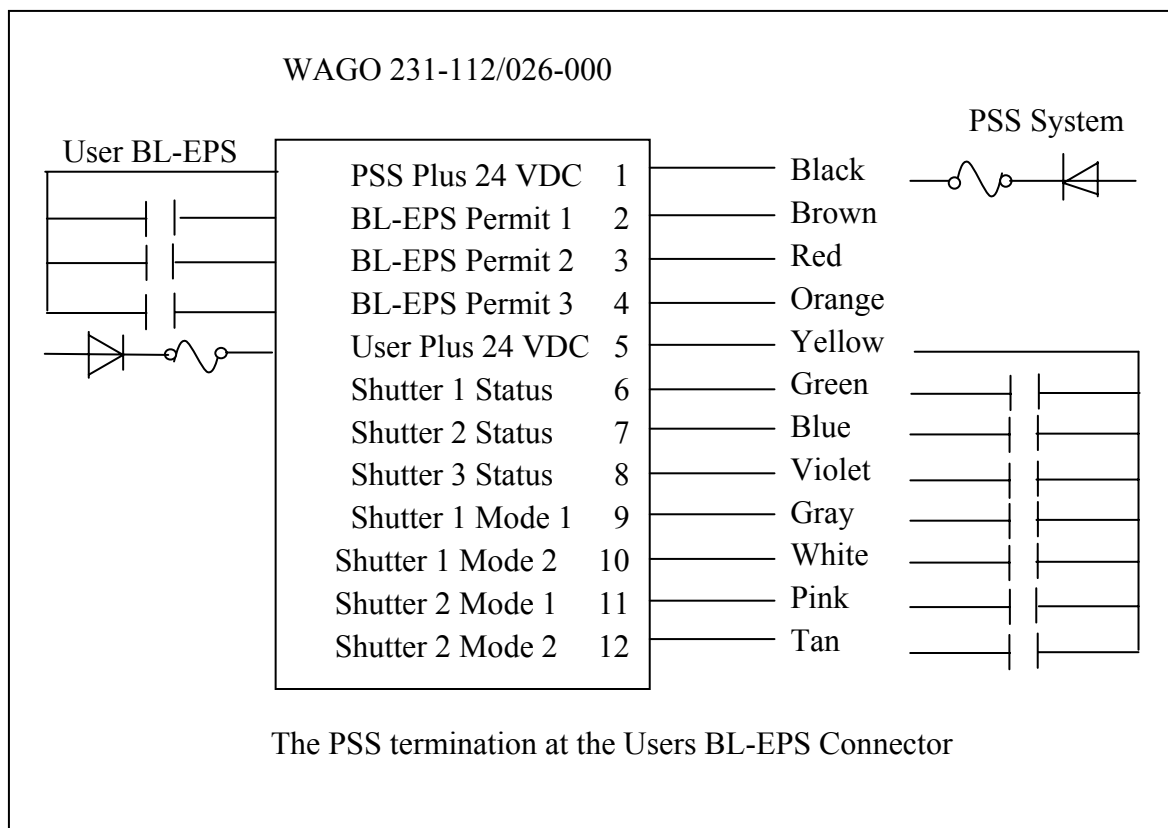 WAGO 231-112/026-000
PSS System
User BL-EPS
PSS Plus 24 VDC 1 Black
BL-EPS Permit 1 2 Brown
BL-EPS Permit 2 3 Red
BL-EPS Permit 3 4 Orange
User Plus 24 VDC 5 Yellow
Shutter 1 Status 6 Green
Shutter 2 Status 7 Blue
Shutter 3 Status 8 Violet
Shutter 1 Mode 1 9 Gray
Shutter 1 Mode 2 10 White
Shutter 2 Mode 1 11 Pink
Shutter 2 Mode 2 12 Tan
The PSS termination at the Users BL-EPS Connector